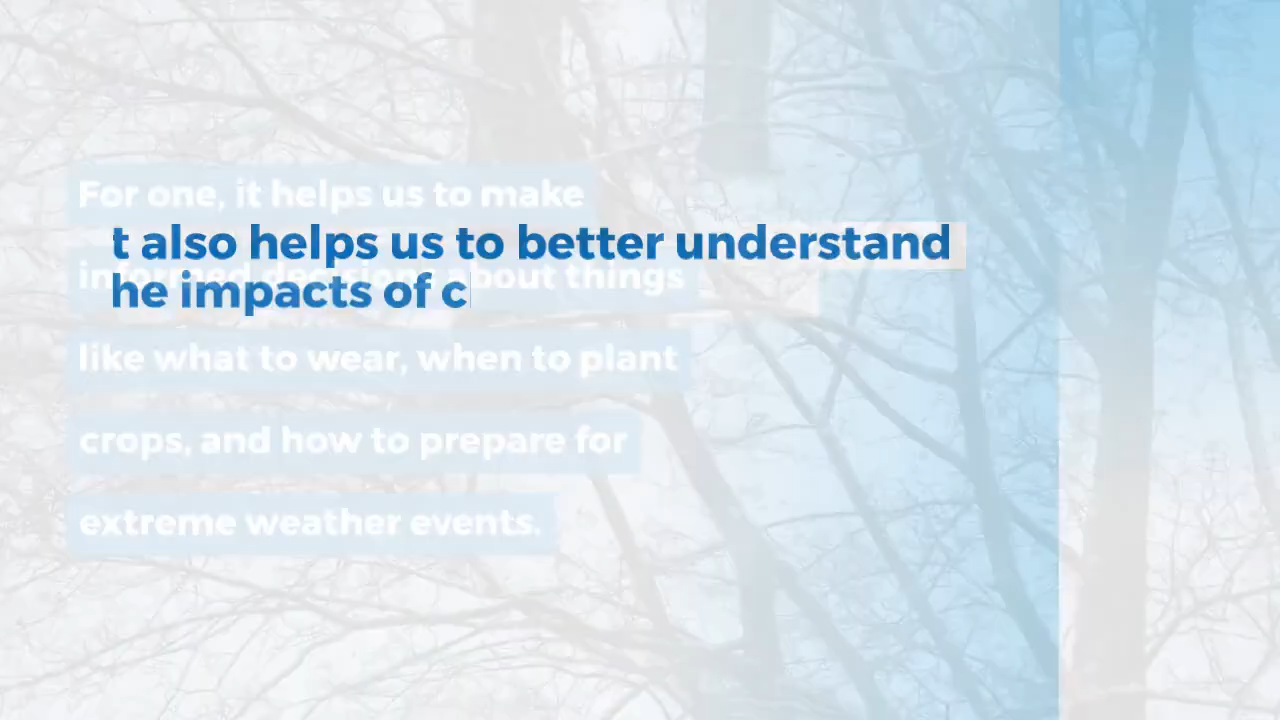 For one, it helps us to make
t also helps us to better understand
informed decisions about things
he impacts of c
like what to wear, when to plant
crops, and how to prepare for
extreme weather events.